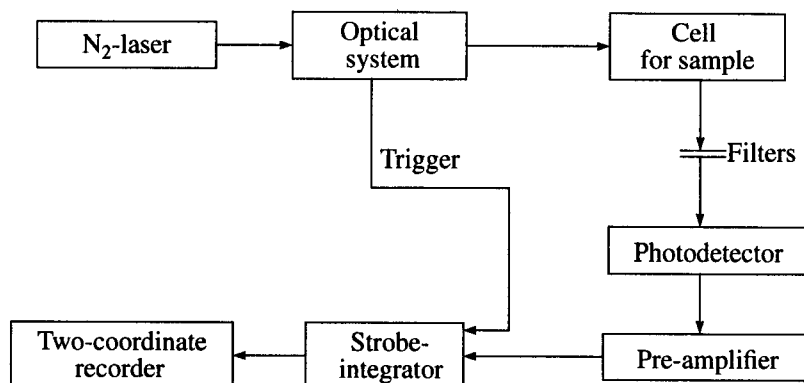 N₂-laser
Optical
system
Cell
for sample
Trigger
Filters
Photodetector
Two-coordinate
recorder
Strobe-
integrator
Pre-amplifier